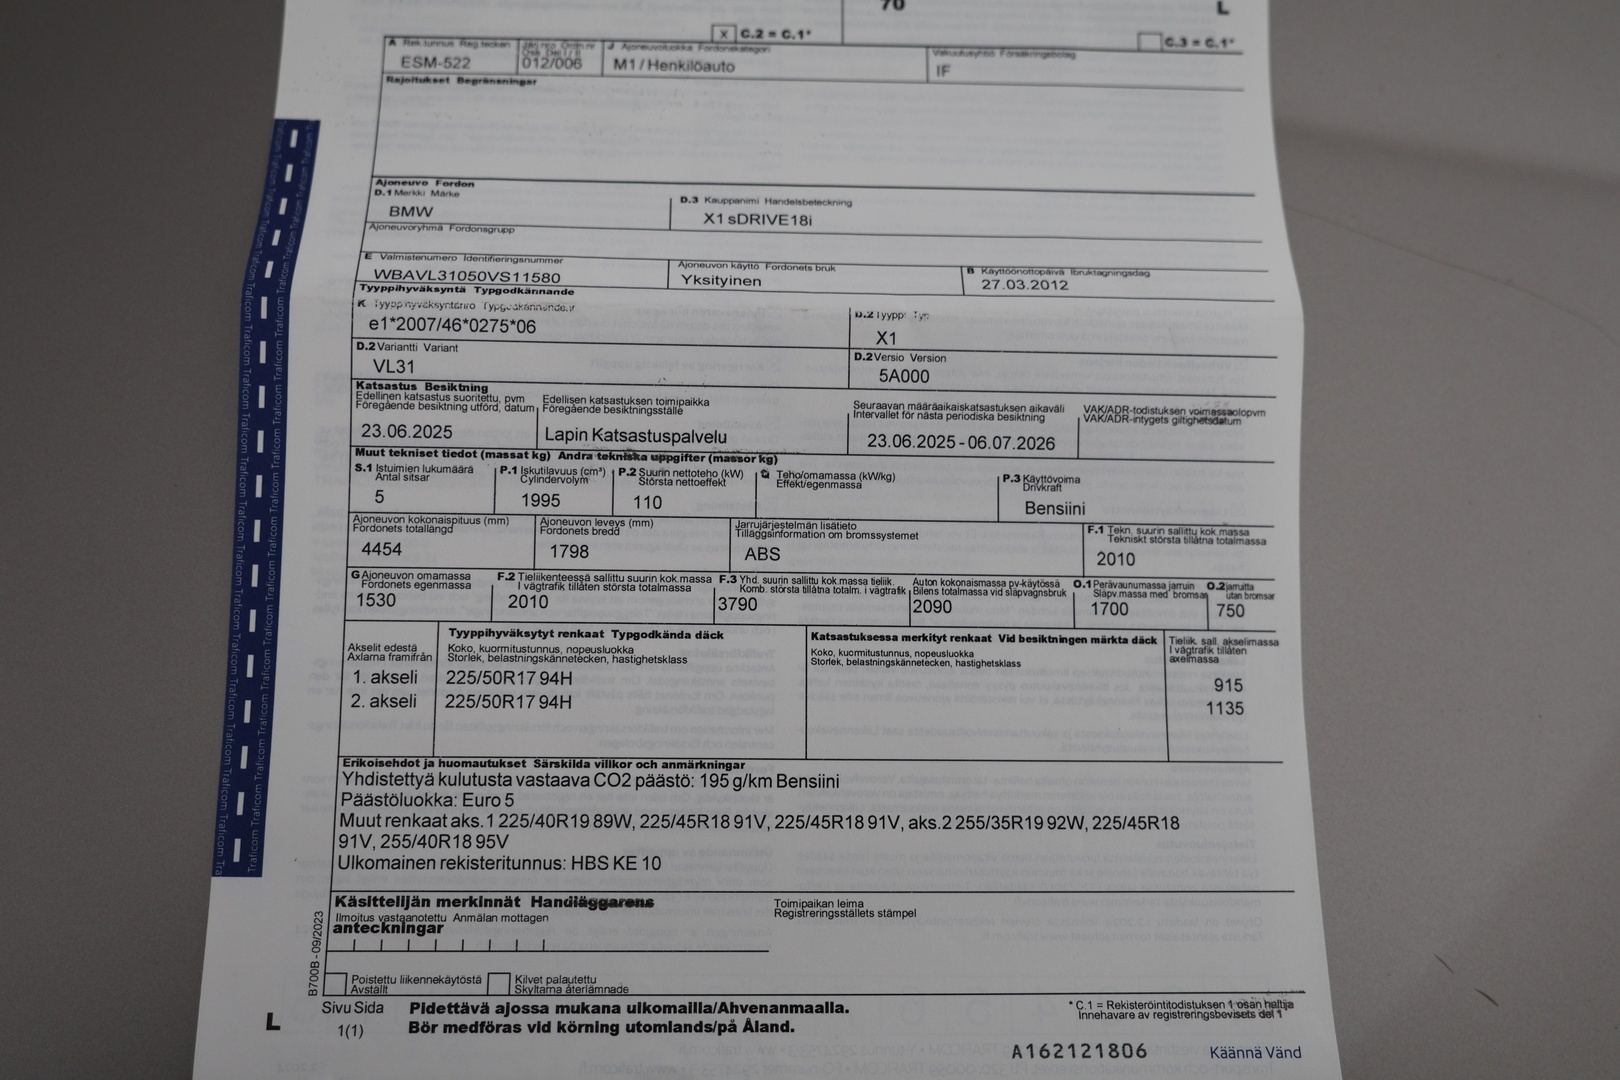 70
L
X C.2 = C.1*
C.3 = C.1*
A Rek.tunnus Reg.tecken
J Ajoneuvoluokka Fordonskategori
Vakuutusyhtiö Försäkringsbolag
ESM-522
012/006
M1/Henkilöauto
IF
Rajoitukset Begränsningar
Ajoneuvo Fordon
D.1 Merkki Märke
D.3 Kauppanimi Handelsbeteckning
BMW
X1 sDRIVE18i
Ajoneuvoryhmä Fordonsgrupp
E Valmistenumero Identifieringsnummer
Ajoneuvon käyttö Fordonets bruk
B Käyttöönottopäivä Ibruktagningsdag
WBAVL31050VS11580
Yksityinen
27.03.2012
Tyyppihyväksyntä Typgodkännande
K Tyyppihyväksyntänro Typgodkännandenr
D.2 Tyyppi Typ
e1*2007/46*0275*06
X1
D.2 Variantti Variant
D.2 Versio Version
VL31
5A000
Katsastus Besiktning
Edellinen katsastus suoritettu, pvm
Föregående besiktning utförd, datum
Edellisen katsastuksen toimipaikka
Föregående besiktningsställe
Seuraavan määräaikaiskatsastuksen aikaväli
Intervallet för nästa periodiska besiktning
VAK/ADR-todistuksen voimassaolopvm
VAK/ADR-intygets giltighetsdatum
23.06.2025
Lapin Katsastuspalvelu
23.06.2025 - 06.07.2026
Muut tekniset tiedot (massat kg) Andra tekniska uppgifter (massor kg)
S.1 Istuimien lukumäärä
Antal sitsar
P.1 Iskutilavuus (cm³)
Cylindervolym
P.2 Suurin nettoteho (kW)
Största nettoeffekt
Q Teho/omamassa (kW/kg)
Effekt/egenmassa
P.3 Käyttövoima
Drivkraft
5
1995
110
Bensiini
Ajoneuvon kokonaispituus (mm)
Fordonets totallängd
Ajoneuvon leveys (mm)
Fordonets bredd
Jarrujärjestelmän lisätieto
Tilläggsinformation om bromssystemet
F.1 Tekn. suurin sallittu kok.massa
Tekniskt största tillåtna totalmassa
4454
1798
ABS
2010
G Ajoneuvon omamassa
Fordonets egenmassa
F.2 Tieliikenteessä sallittu suurin kok.massa
I vägtrafik tillåten största totalmassa
F.3 Yhd. suurin sallittu kok.massa tieliik.
Komb. största tillåtna totalm. i vägtrafik
Auton kokonaismassa pv-käytössä
Bilens totalmassa vid släpvagnsbruk
O.1 Perävaunumassa jarruin
Släpv.massa med bromsar
O.2 jarruitta
utan bromsar
1530
2010
3790
2090
1700
750
Akselit edestä
Axlarna framifrån
Tyyppihyväksytyt renkaat Typgodkända däck
Koko, kuormitustunnus, nopeusluokka
Storlek, belastningskännetecken, hastighetsklass
Katsastuksessa merkityt renkaat Vid besiktning märkta däck
Koko, kuormitustunnus, nopeusluokka
Storlek, belastningskännetecken, hastighetsklass
Tieliik. sall. akselimassa
I vägtrafik tillåten
axelmassa
1. akseli
225/50R17 94H
915
2. akseli
225/50R17 94H
1135
Erikoisehdot ja huomautukset Särskilda villkor och anmärkningar
Yhdistettyä kulutusta vastaava CO2 päästö: 195 g/km Bensiini
Päästöluokka: Euro 5
Muut renkaat aks.1 225/40R19 89W, 225/45R18 91V, 225/45R18 91V, aks.2 255/35R19 92W, 225/45R18
91V, 255/40R18 95V
Ulkomainen rekisteritunnus: HBS KE 10
Käsittelijän merkinnät Handläggarens
Ilmoitus vastaanotettu Anmälan mottagen
anteckningar
Toimipaikan leima
Registreringsställets stämpel
Poistettu liikennekäytöstä
Avställt
Kilvet palautettu
Skyltarna återlämnade
B700B - 09/2023
L
Sivu Sida
1(1)
Pidettävä ajossa mukana ulkomailla/Ahvenanmaalla.
Bör medföras vid körning utomlands/på Åland.
* C.1 = Rekisteröintitodistuksen 1 osan haltija
Innehavare av registreringsbevisets del 1
A162121806
Käännä Vänd